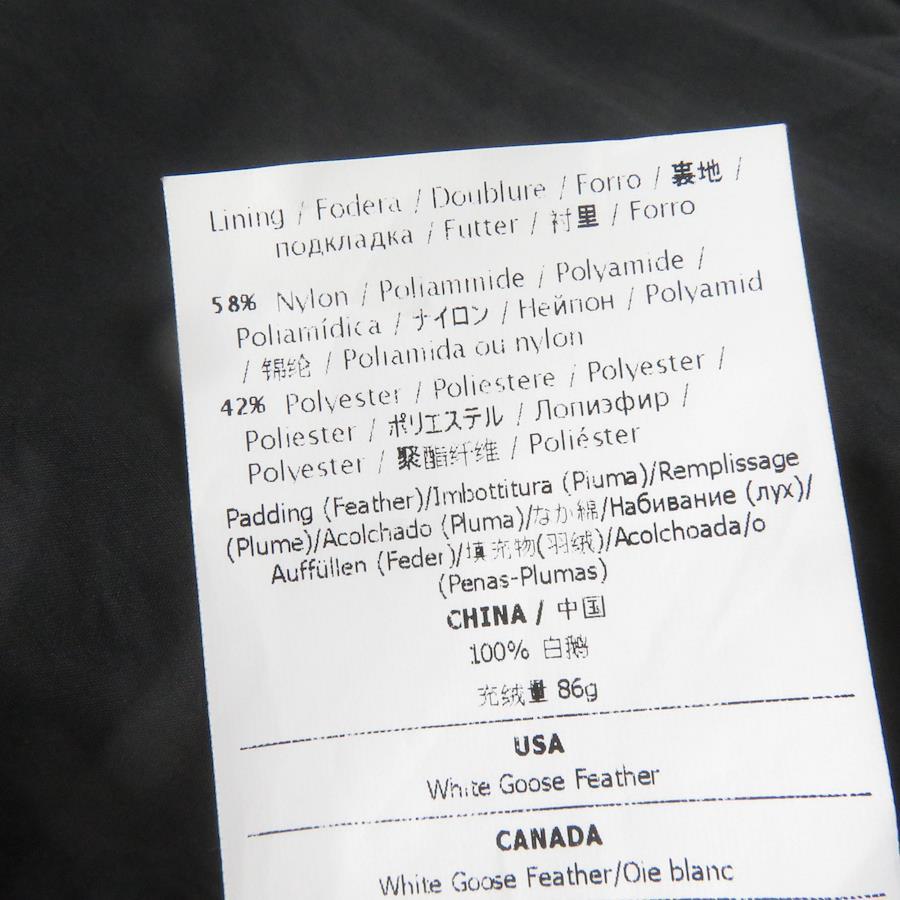 Lining / Fodera / Doublure / Forro / 裏地 /
подкладка / Futter / 衬里 / Forro
58% Nylon / Poliammide / Polyamide /
Poliamídica / ナイロン / Нейпон / Polyamid
/ 锦纶 / Poliamida ou nylon
42% Polyester / Poliestere / Polyester /
Poliester / ポリエステル / Лопиэфир /
Polyester / 聚酯纤维 / Poliéster
Padding (Feather)/Imbottitura (Piuma)/Remplissage
(Plume)/Acolchado (Pluma)/なか綿/Набивание (лух)/
Auffüllen (Feder)/填充物(羽绒)/Acolchoada/o
(Penas-Plumas)
CHINA / 中国
100% 白鹅
充绒量 86g
USA
White Goose Feather
CANADA
White Goose Feather/Oie blanc